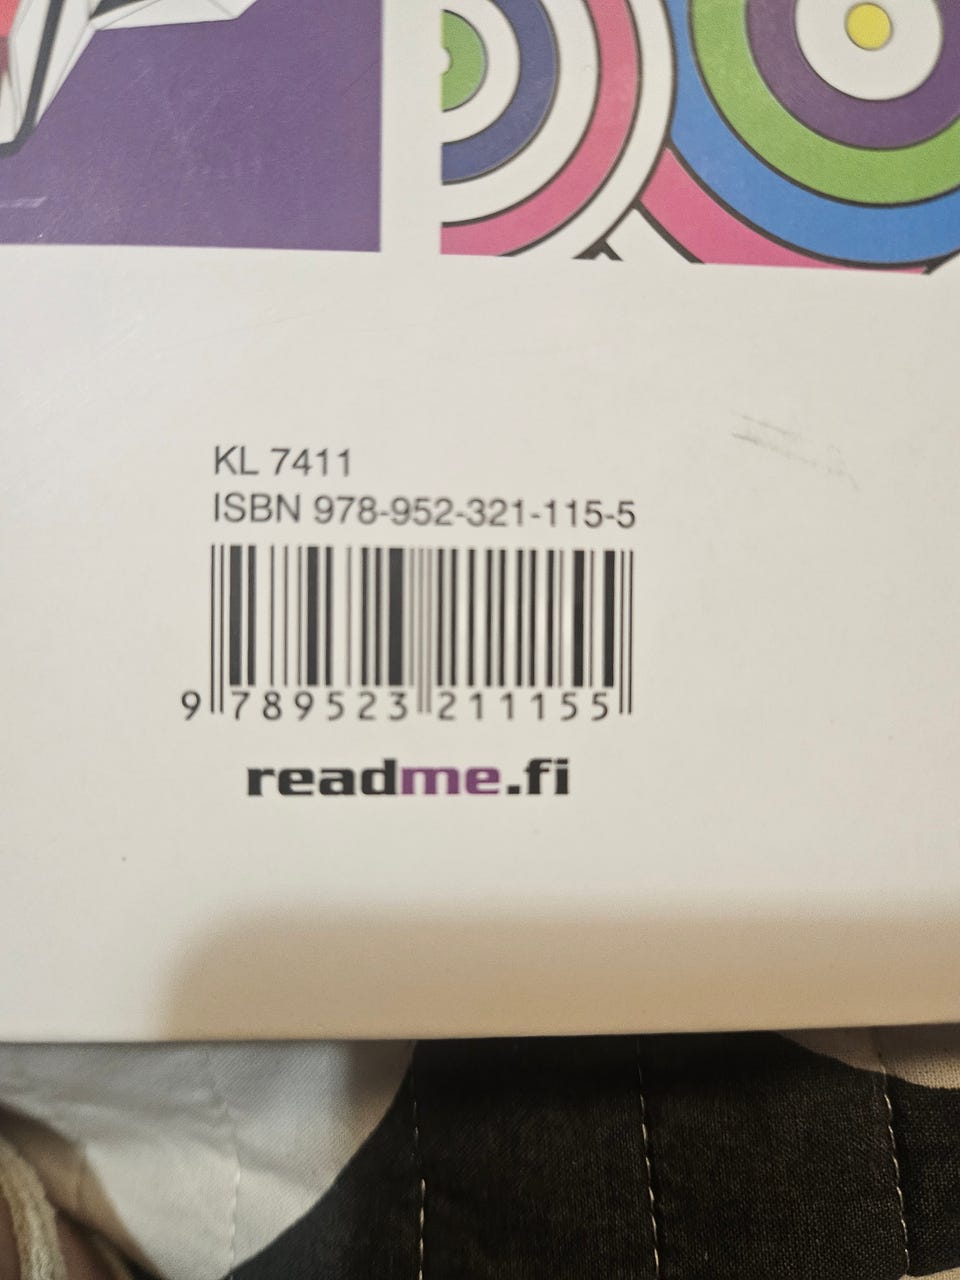 KL 7411
ISBN 978-952-321-115-5
9 789523 211155
readme.fi